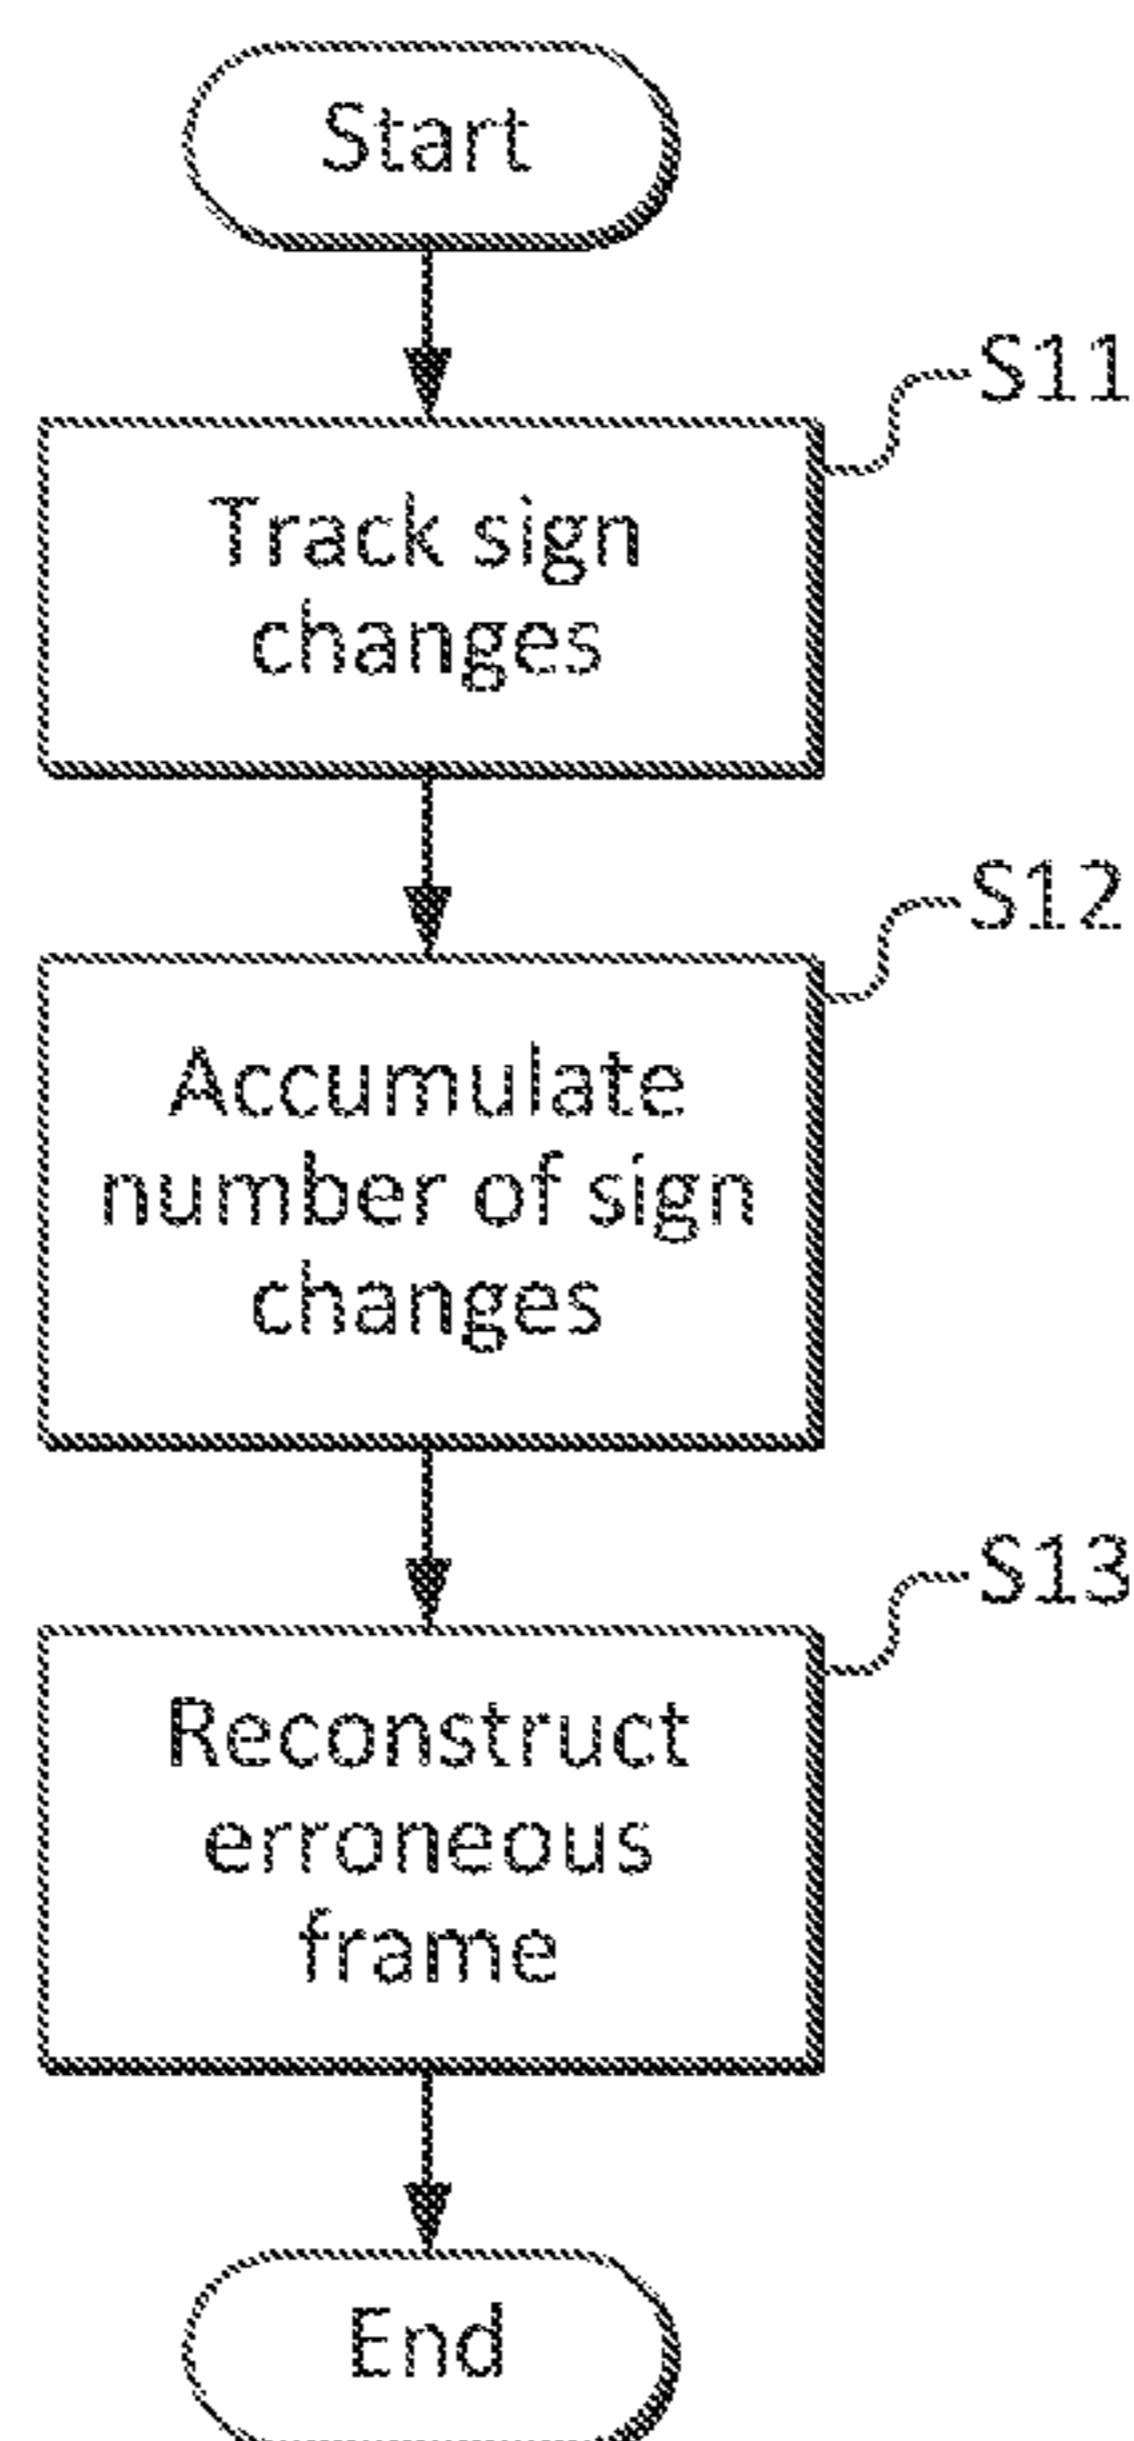 Start
S11
Track sign
changes
S12
Accumulate
number of sign
changes
S13
Reconstruct
erroneous
frame
End